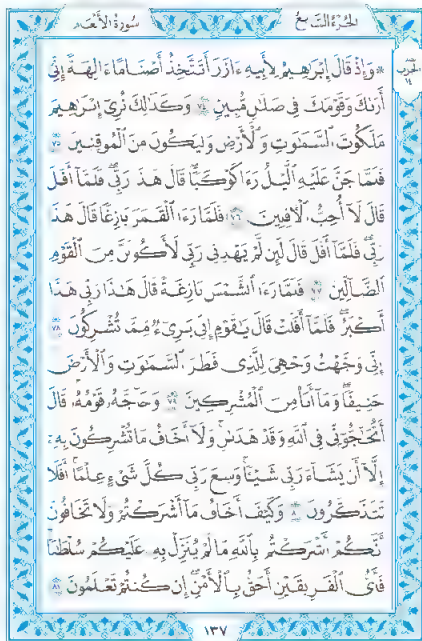 الجزء السابع سورة الأنعام
۞ وَإِذْ قَالَ إِبْرَٰهِيمُ لِأَبِيهِ ءَازَرَ أَتَتَّخِذُ أَصْنَامًا ءَالِهَةً إِنِّىٓ
أَرَىٰكَ وَقَوْمَكَ فِى ضَلَٰلٍ مُّبِينٍ ٧٤ وَكَذَٰلِكَ نُرِىٓ إِبْرَٰهِيمَ
مَلَكُوتَ ٱلسَّمَٰوَٰتِ وَٱلْأَرْضِ وَلِيَكُونَ مِنَ ٱلْمُوقِنِينَ ٧٥
فَلَمَّا جَنَّ عَلَيْهِ ٱلَّيْلُ رَءَا كَوْكَبًا قَالَ هَٰذَا رَبِّى فَلَمَّآ أَفَلَ
قَالَ لَآ أُحِبُّ ٱلْءَافِلِينَ ٧٦ فَلَمَّا رَءَا ٱلْقَمَرَ بَازِغًا قَالَ هَٰذَا
رَبِّى فَلَمَّآ أَفَلَ قَالَ لَئِن لَّمْ يَهْدِنِى رَبِّى لَأَكُونَنَّ مِنَ ٱلْقَوْمِ
ٱلضَّآلِّينَ ٧٧ فَلَمَّا رَءَا ٱلشَّمْسَ بَازِغَةً قَالَ هَٰذَا رَبِّى هَٰذَآ
أَكْبَرُ فَلَمَّآ أَفَلَتْ قَالَ يَٰقَوْمِ إِنِّى بَرِىٓءٌ مِّمَّا تُشْرِكُونَ ٧٨
إِنِّى وَجَّهْتُ وَجْهِىَ لِلَّذِى فَطَرَ ٱلسَّمَٰوَٰتِ وَٱلْأَرْضَ
حَنِيفًا وَمَآ أَنَا۠ مِنَ ٱلْمُشْرِكِينَ ٧٩ وَحَآجَّهُۥ قَوْمُهُۥ قَالَ
أَتُحَٰٓجُّوٓنِّى فِى ٱللَّهِ وَقَدْ هَدَىٰنِ وَلَآ أَخَافُ مَا تُشْرِكُونَ بِهِۦٓ
إِلَّآ أَن يَشَآءَ رَبِّى شَيْـًٔا وَسِعَ رَبِّى كُلَّ شَىْءٍ عِلْمًا أَفَلَا
تَتَذَكَّرُونَ ٨٠ وَكَيْفَ أَخَافُ مَآ أَشْرَكْتُمْ وَلَا تَخَافُونَ
أَنَّكُمْ أَشْرَكْتُم بِٱللَّهِ مَا لَمْ يُنَزِّلْ بِهِۦ عَلَيْكُمْ سُلْطَٰنًا
فَأَىُّ ٱلْفَرِيقَيْنِ أَحَقُّ بِٱلْأَمْنِ إِن كُنتُمْ تَعْلَمُونَ ٨١
١٣٧